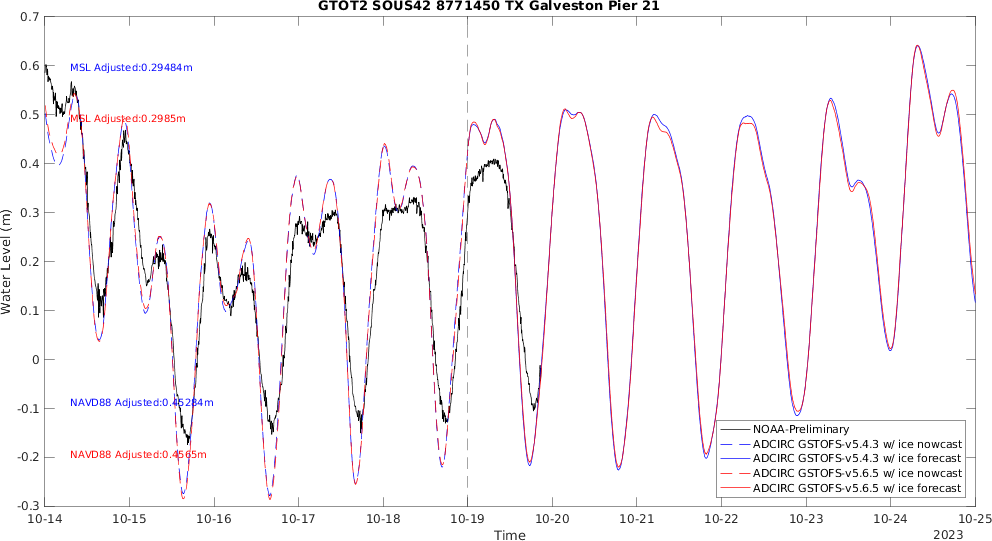 GTOT2 SOUS42 8771450 TX Galveston Pier 21
0.7
0.6
0.5
0.4
0.3
0.2
0.1
0
-0.1
-0.2
-0.3
Water Level (m)
MSL Adjusted:0.29484m
MSL Adjusted:0.2985m
NAVD88 Adjusted:0.45284m
NAVD88 Adjusted:0.4565m
NOAA-Preliminary
ADCIRC GSTOFS-v5.4.3 w/ ice nowcast
ADCIRC GSTOFS-v5.4.3 w/ ice forecast
ADCIRC GSTOFS-v5.6.5 w/ ice nowcast
ADCIRC GSTOFS-v5.6.5 w/ ice forecast
10-14 10-15 10-16 10-17 10-18 10-19 10-20 10-21 10-22 10-23 10-24 10-25
Time
2023